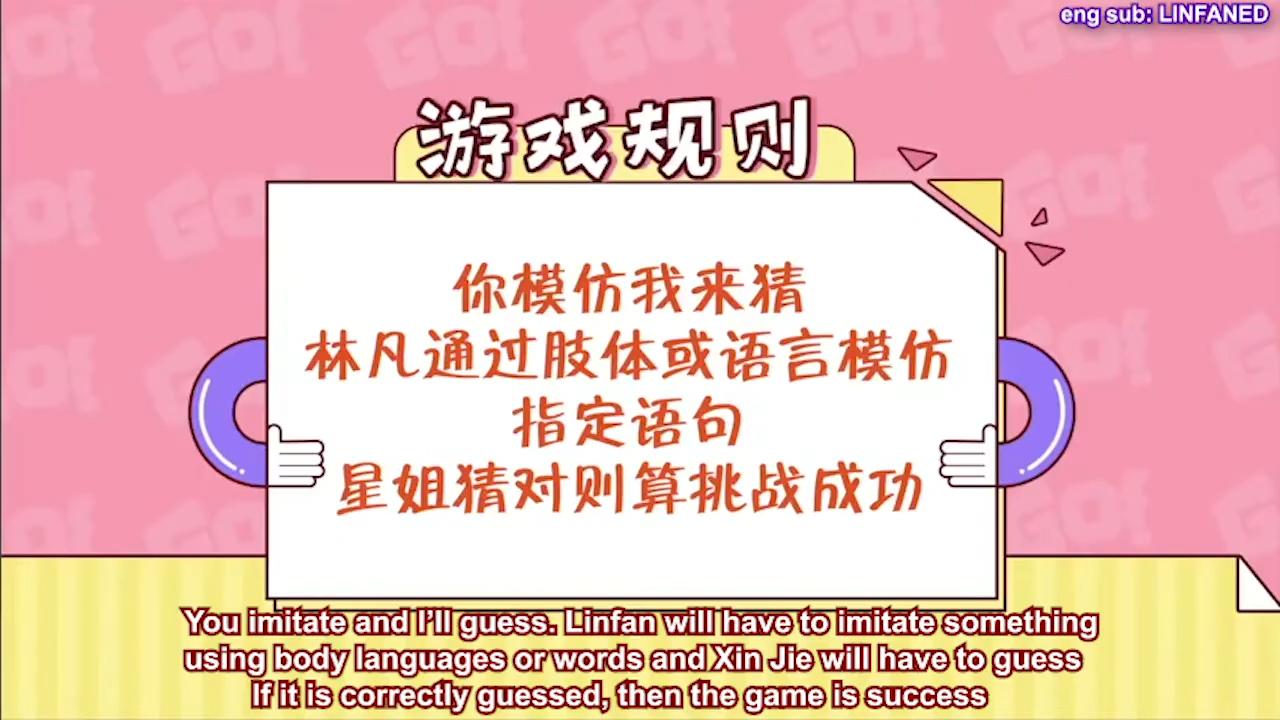 eng sub: LINFANED
游戏规则
你模仿我来猜
林凡通过肢体或语言模仿
指定语句
星姐猜对则算挑战成功
You imitate and I'll guess. Linfan will have to imitate something
using body languages or words and Xin Jie will have to guess
If it is correctly guessed, then the game is success